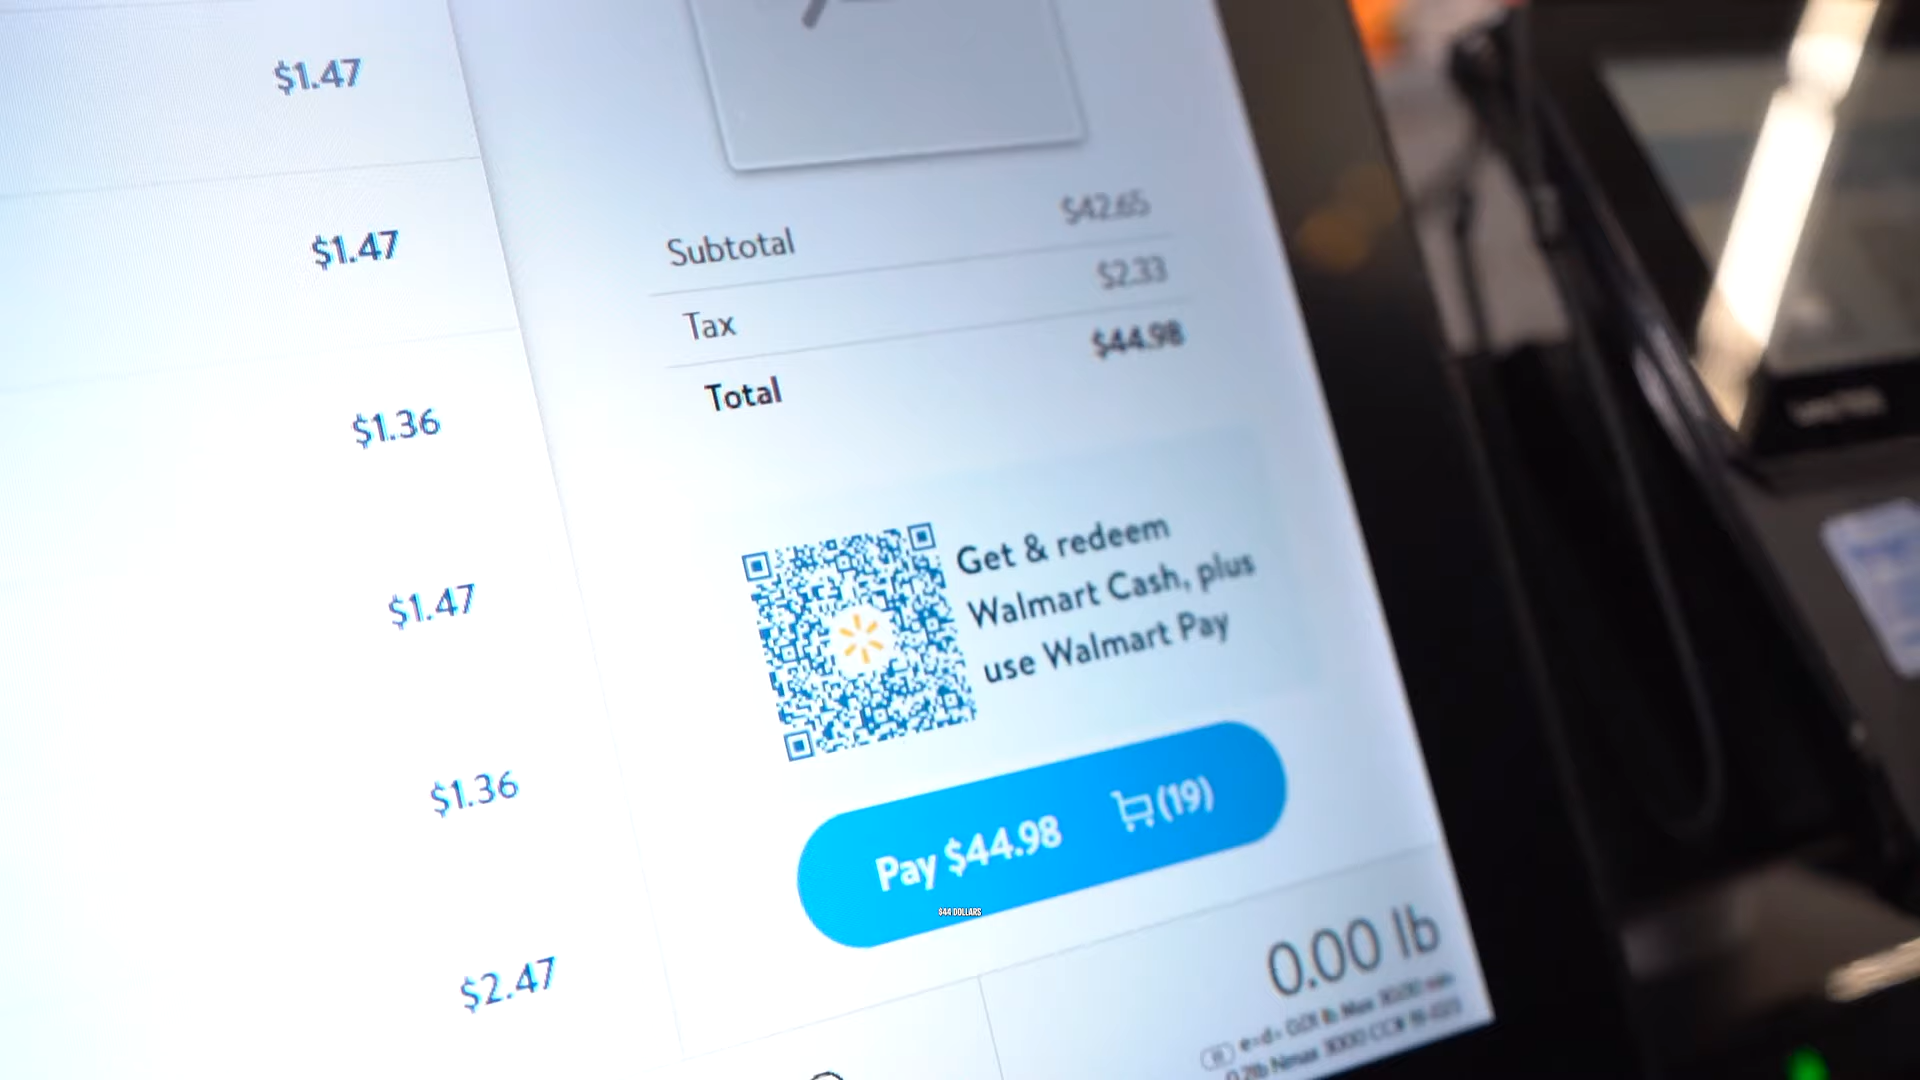 $1.47
$1.47
$1.36
$1.47
$1.36
$2.47
Subtotal $42.65
Tax $2.33
Total $44.98
Get & redeem
Walmart Cash, plus
use Walmart Pay
Pay $44.98 (19)
$44 DOLLARS
0.00 lb